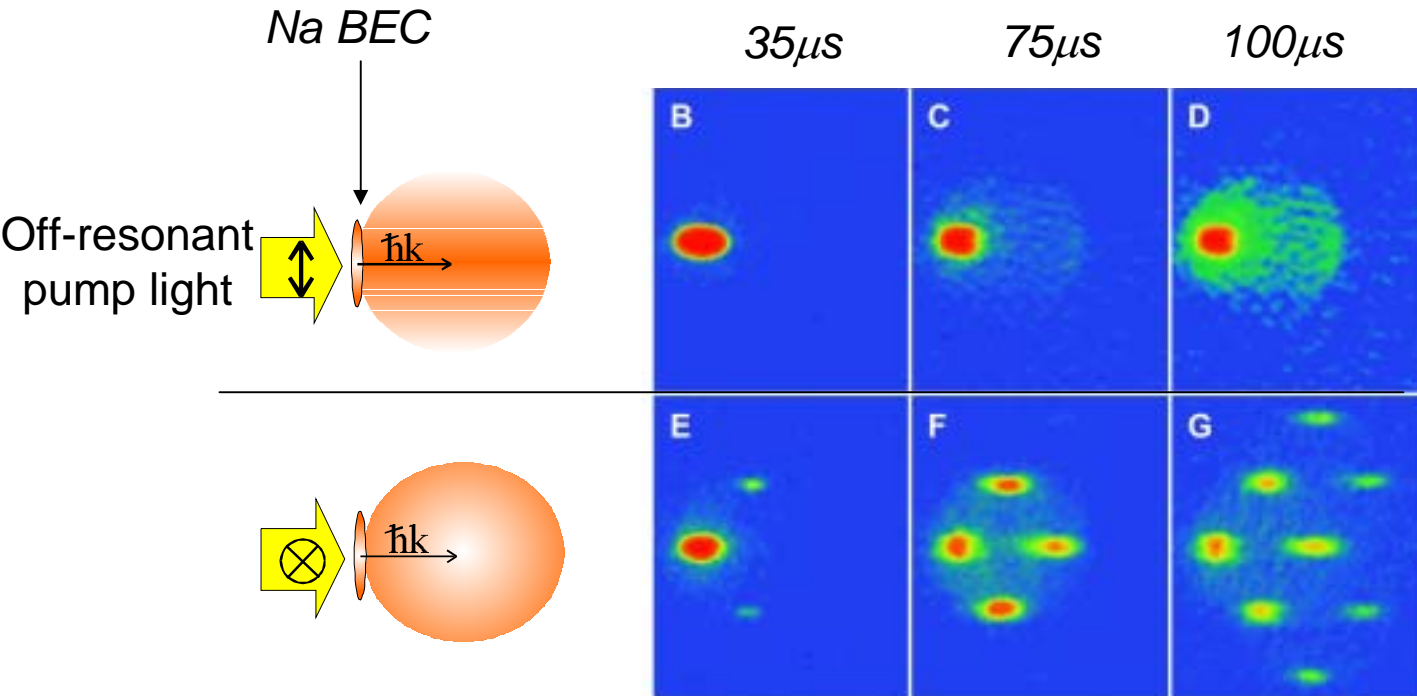 Na BEC
35μs
75μs
100μs
B
C
D
Off-resonant
pump light
ħk
E
F
G
ħk